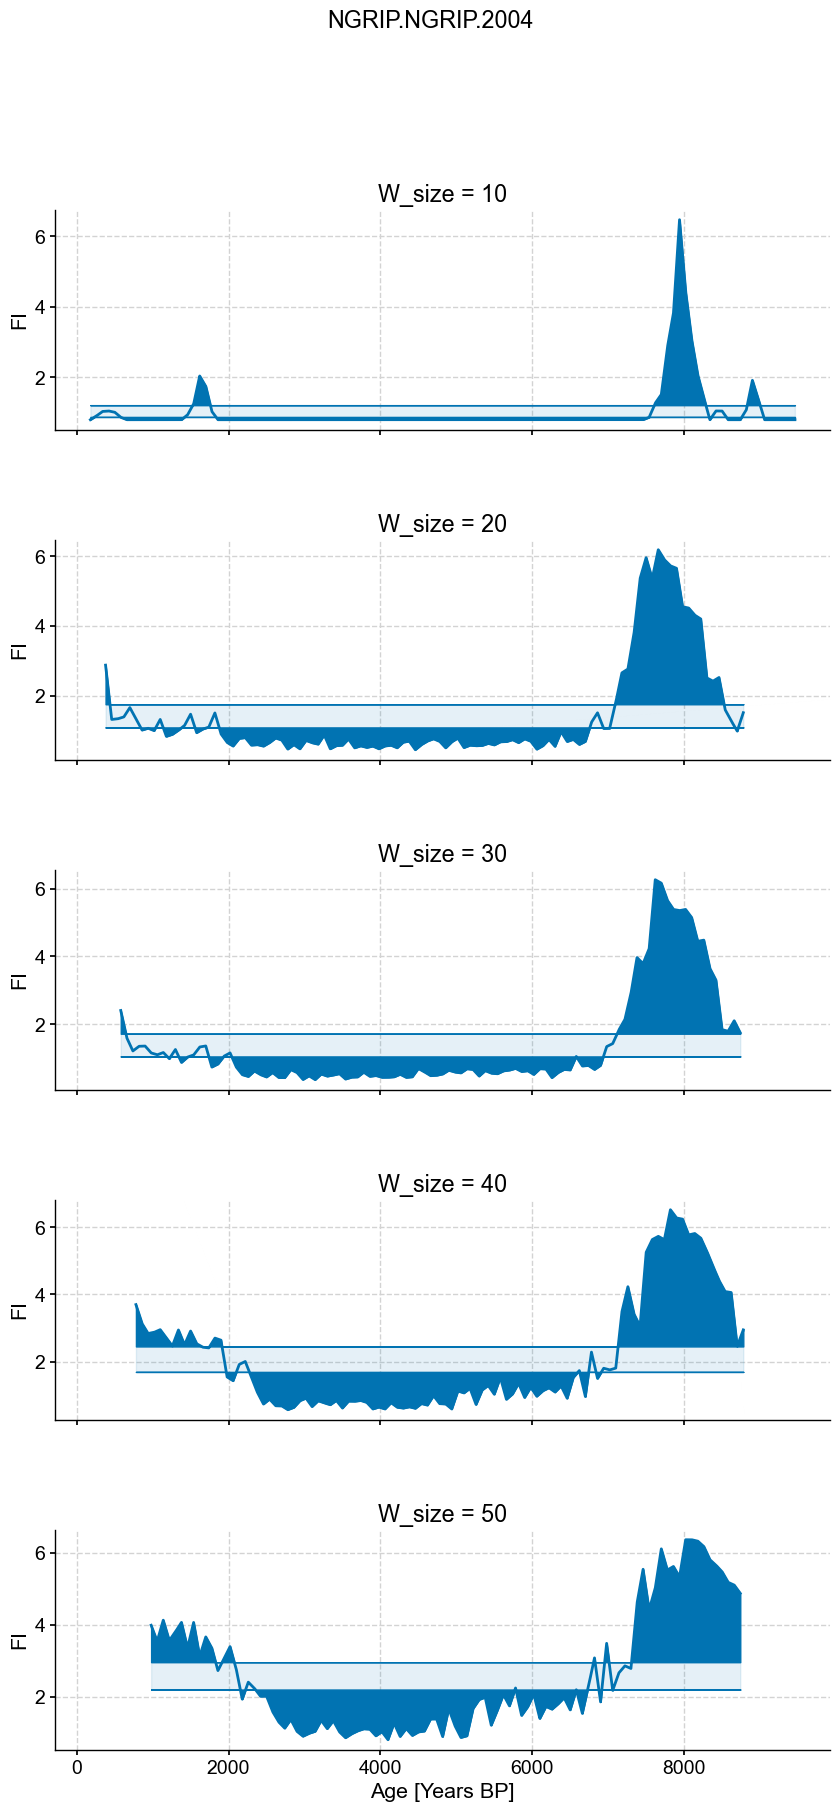 NGRIP.NGRIP.2004
W_size = 10
6
4
2
FI
W_size = 20
6
4
2
FI
W_size = 30
6
4
2
FI
W_size = 40
6
4
2
FI
W_size = 50
6
4
2
FI
0 2000 4000 6000 8000
Age [Years BP]